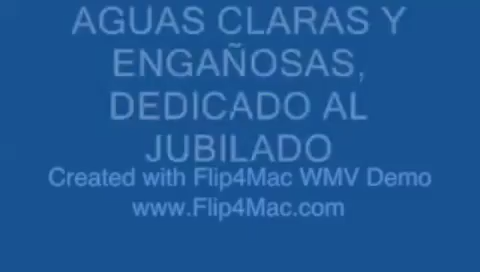 AGUAS CLARAS Y
ENGAÑOSAS,
DEDICADO AL
JUBILADO
Created with Flip4Mac WMV Demo
www.Flip4Mac.com